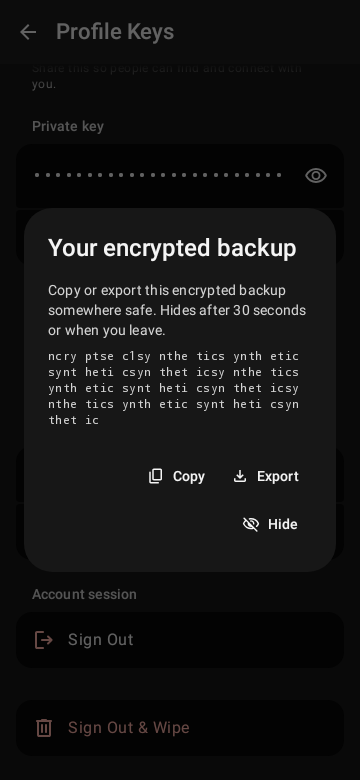 Profile Keys
Share this so people can find and connect with
you.
Private key
Your encrypted backup
Copy or export this encrypted backup
somewhere safe. Hides after 30 seconds
or when you leave.
ncry ptse c1sy nthe tics ynth etic
synt heti csyn thet icsy nthe tics
ynth etic synt heti csyn thet icsy
nthe tics ynth etic synt heti csyn
thet ic
Copy
Export
Hide
Account session
Sign Out
Sign Out & Wipe